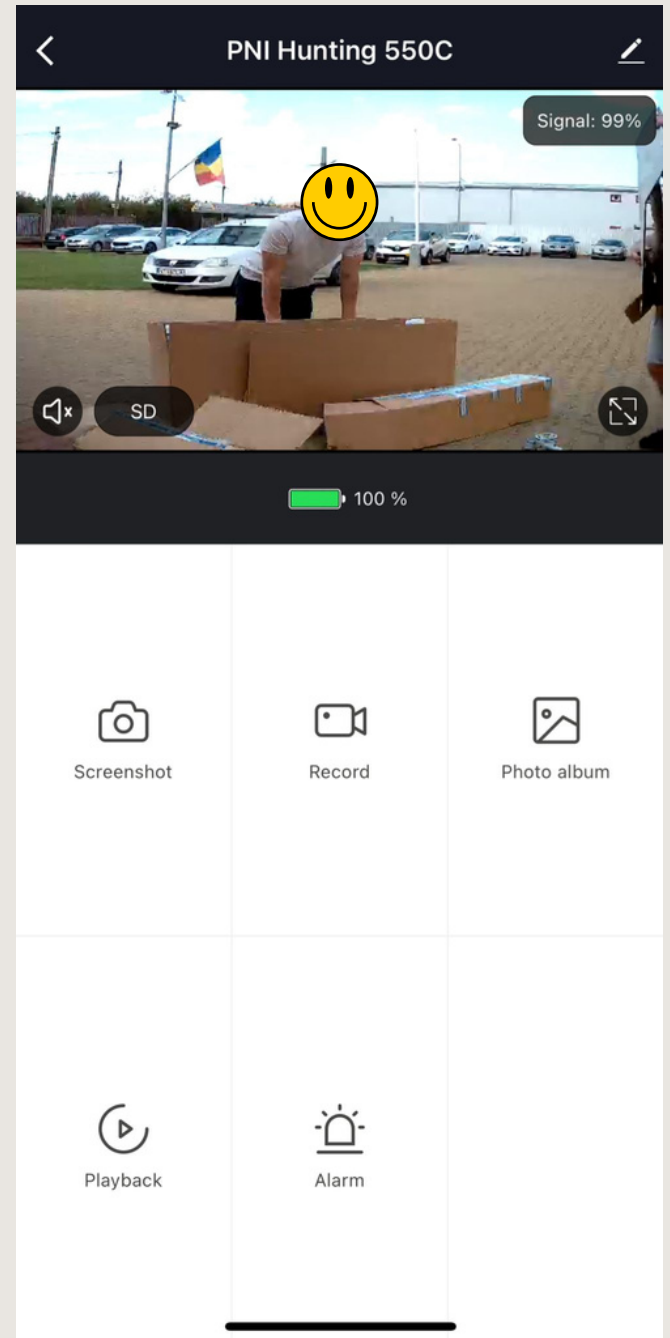 PNI Hunting 550C
Signal: 99%
SD
100 %
Screenshot
Record
Photo album
Playback
Alarm